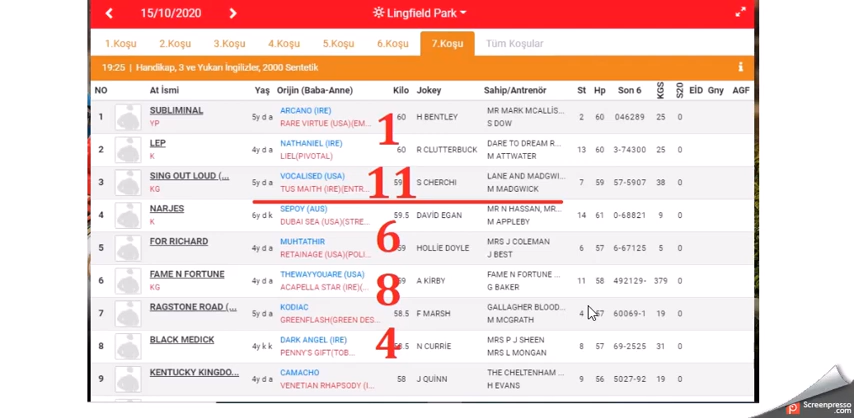 15/10/2020 Lingfield Park
1.Koşu 2.Koşu 3.Koşu 4.Koşu 5.Koşu 6.Koşu 7.Koşu Tüm Koşular
19:25 | Handikap, 3 ve Yukarı İngilizler, 2000 Sentetik
NO At İsmi Yaş Orijin (Baba-Anne) Kilo Jokey Sahip/Antrenör St Hp Son 6 KGS S20 EİD Gny AGF
1 SUBLIMINAL 5y d a ARCANO (IRE) 60 H BENTLEY MR MARK MCALLİS... 2 60 046289 25 0
YP RARE VIRTUE (USA)(EM... S DOW
1
2 LEP 4y d a NATHANIEL (IRE) 60 R CLUTTERBUCK DARE TO DREAM R... 13 60 3-74300 25 0
K LIEL(PIVOTAL) M ATTWATER
3 SING OUT LOUD (... 5y d a VOCALISED (USA) S CHERCHI LANE AND MADGWI... 7 59 57-5907 38 0
KG TUS MAITH (IRE)(ENTR... M MADGWICK
11
4 NARJES 6y d k SEPOY (AUS) 59.5 DAVİD EGAN MR N HASSAN, MR... 14 61 0-68821 9 0
K DUBAI SEA (USA)(STRE... M APPLEBY
6
5 FOR RICHARD 4y d a MUHTATHIR HOLLİE DOYLE MRS J COLEMAN 6 57 6-67125 5 0
RETAINAGE (USA)(POLI... J BEST
6 FAME N FORTUNE 4y d a THEWAYYOUARE (USA) A KİRBY FAME N FORTUNE ... 11 58 492129- 379 0
KG ACAPELLA STAR (IRE)(... G BAKER
8
7 RAGSTONE ROAD (... 5y d a KODIAC 58.5 F MARSH GALLAGHER BLOOD... 4 57 60069-1 19 0
GREENFLASH(GREEN DES... M MCGRATH
8 BLACK MEDICK 4y k k DARK ANGEL (IRE) N CURRİE MRS P J SHEEN 8 57 69-2525 31 0
PENNY'S GIFT(TOB... MRS L MONGAN
4
9 KENTUCKY KINGDO... 4y d a CAMACHO 58 J QUİNN THE CHELTENHAM ... 9 56 5027-92 19 0
VENETIAN RHAPSODY (I... H EVANS
Screenpresso
.com